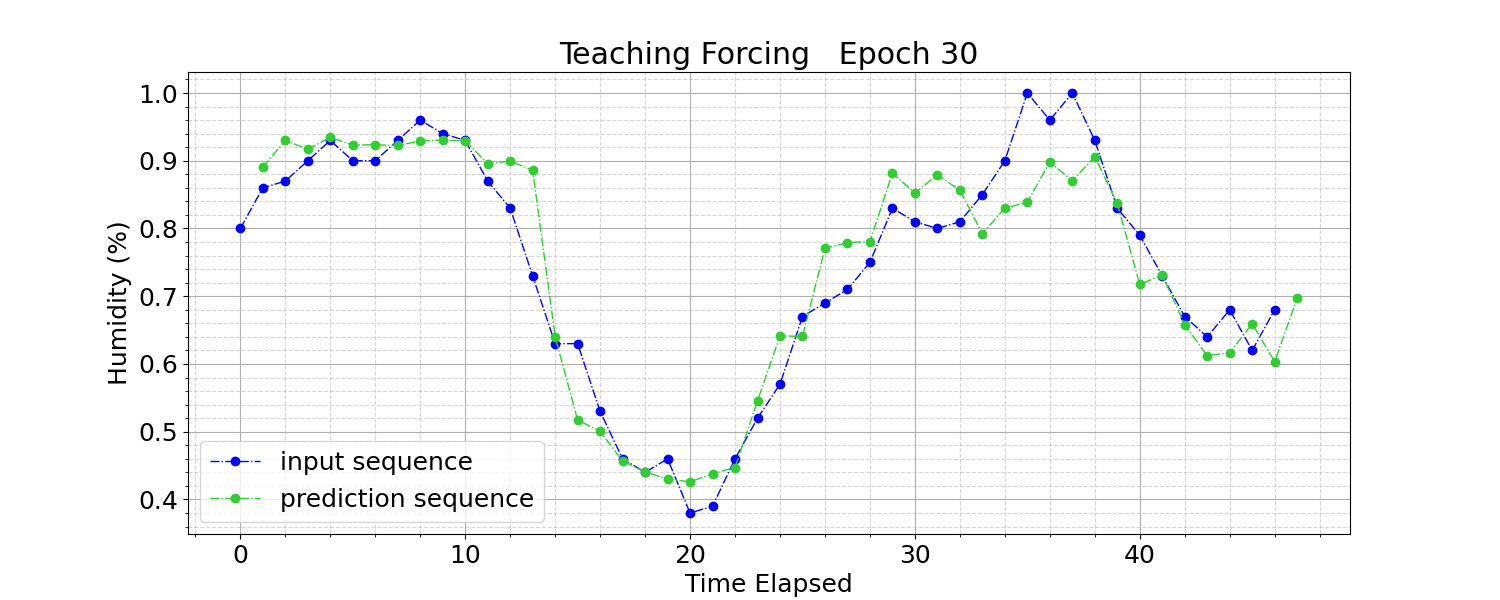 Teaching Forcing   Epoch 30
Humidity (%)
1.0
0.9
0.8
0.7
0.6
0.5
0.4
input sequence
prediction sequence
0 10 20 30 40
Time Elapsed